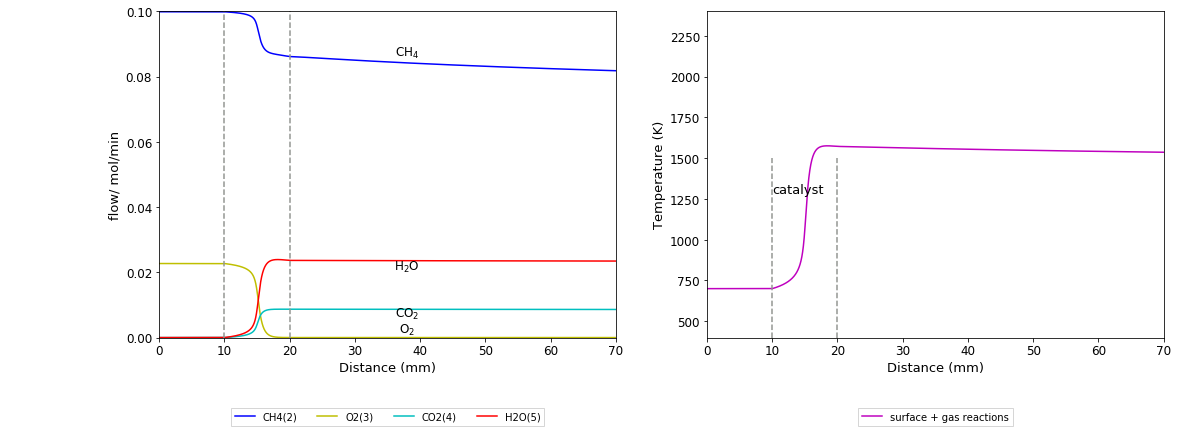 0.10
0.08
0.06
0.04
0.02
0.00
flow/ mol/min
CH4
H2O
CO2
O2
0 10 20 30 40 50 60 70
Distance (mm)
CH4(2) O2(3) CO2(4) H2O(5)
2250
2000
1750
1500
1250
1000
750
500
Temperature (K)
catalyst
0 10 20 30 40 50 60 70
Distance (mm)
surface + gas reactions